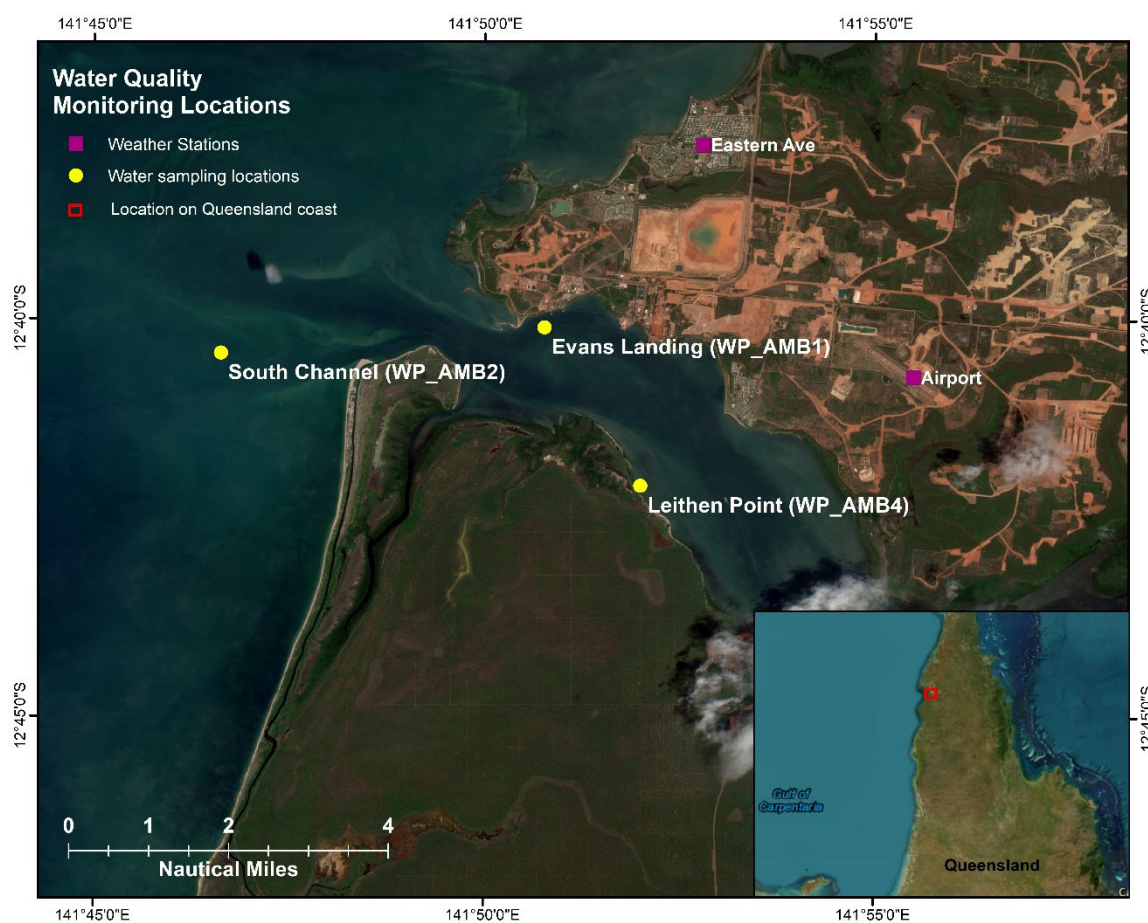 141°45'0"E
141°50'0"E
141°55'0"E
Water Quality
Monitoring Locations
Weather Stations
Water sampling locations
Location on Queensland coast
Eastern Ave
12°40'0"S
12°40'0"S
Evans Landing (WP_AMB1)
South Channel (WP_AMB2)
Airport
Leithen Point (WP_AMB4)
12°45'0"S
12°45'0"S
Gulf of
Carpentaria
0 1 2 4
Nautical Miles
Queensland
141°45'0"E
141°50'0"E
141°55'0"E